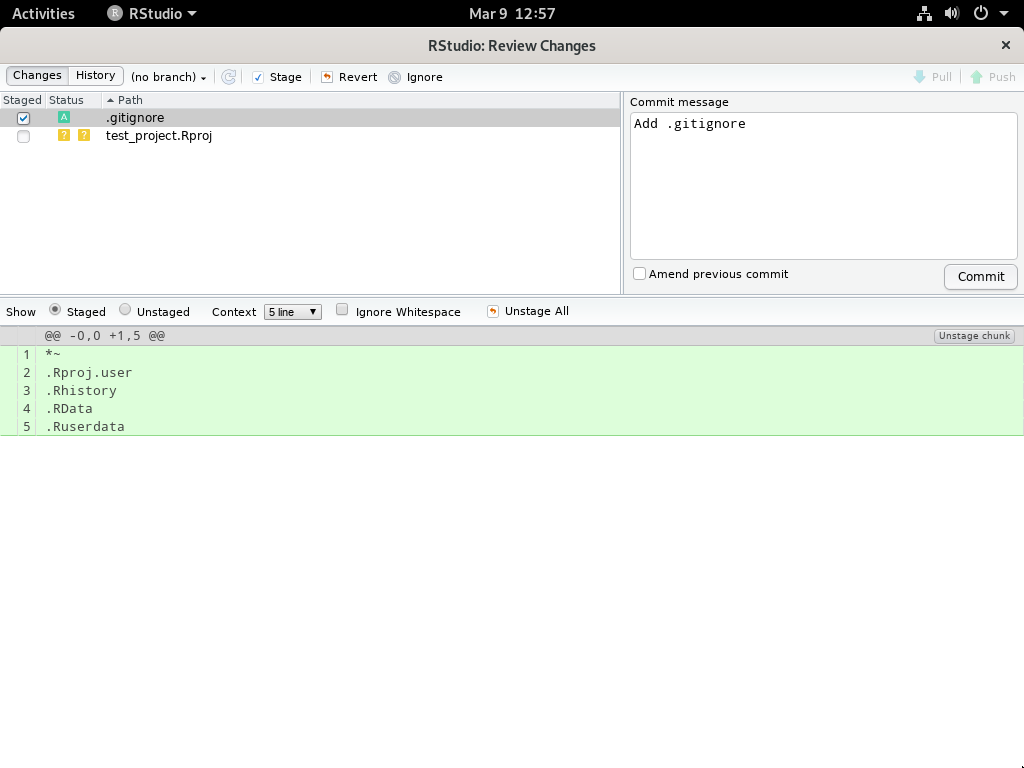 Activities RStudio Mar 9 12:57
RStudio: Review Changes
Changes History (no branch) Stage Revert Ignore Pull Push
Staged Status Path
A .gitignore
? ? test_project.Rproj
Commit message
Add .gitignore
Amend previous commit Commit
Show Staged Unstaged Context 5 line Ignore Whitespace Unstage All
@@ -0,0 +1,5 @@ Unstage chunk
1 *~
2 .Rproj.user
3 .Rhistory
4 .RData
5 .Ruserdata